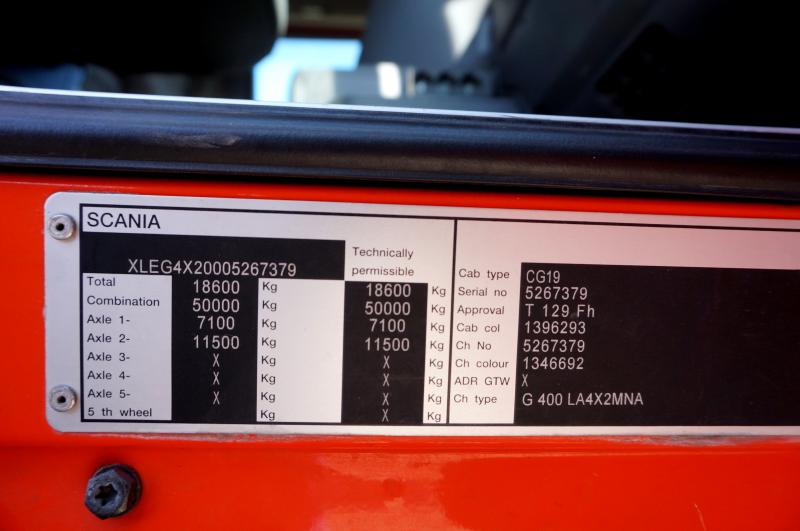 SCANIA
XLEG4X20005267379
Technically
permissible
Total 18600 Kg 18600 Kg
Combination 50000 Kg 50000 Kg
Axle 1- 7100 Kg 7100 Kg
Axle 2- 11500 Kg 11500 Kg
Axle 3- X Kg X Kg
Axle 4- X Kg X Kg
Axle 5- X Kg X Kg
5 th wheel Kg X Kg
Cab type CG19
Serial no 5267379
Approval T 129 Fh
Cab col 1396293
Ch No 5267379
Ch colour 1346692
ADR GTW X
Ch type G 400 LA4X2MNA